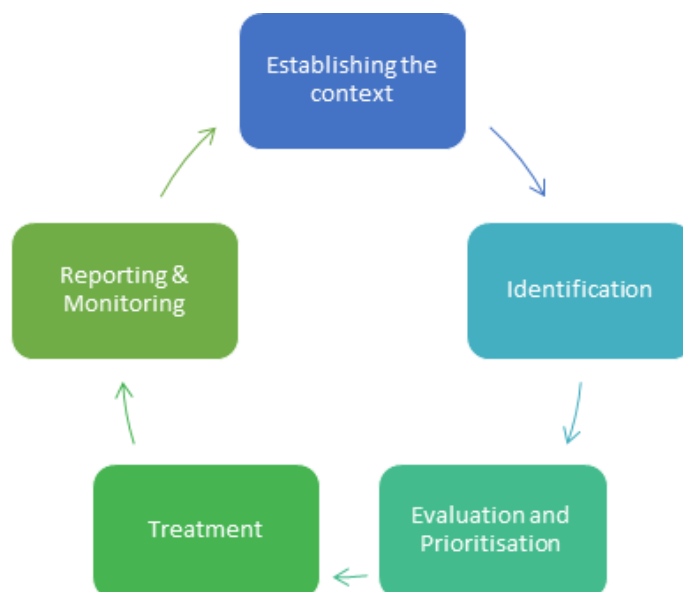 Establishing the
context
Identification
Evaluation and
Prioritisation
Treatment
Reporting &
Monitoring